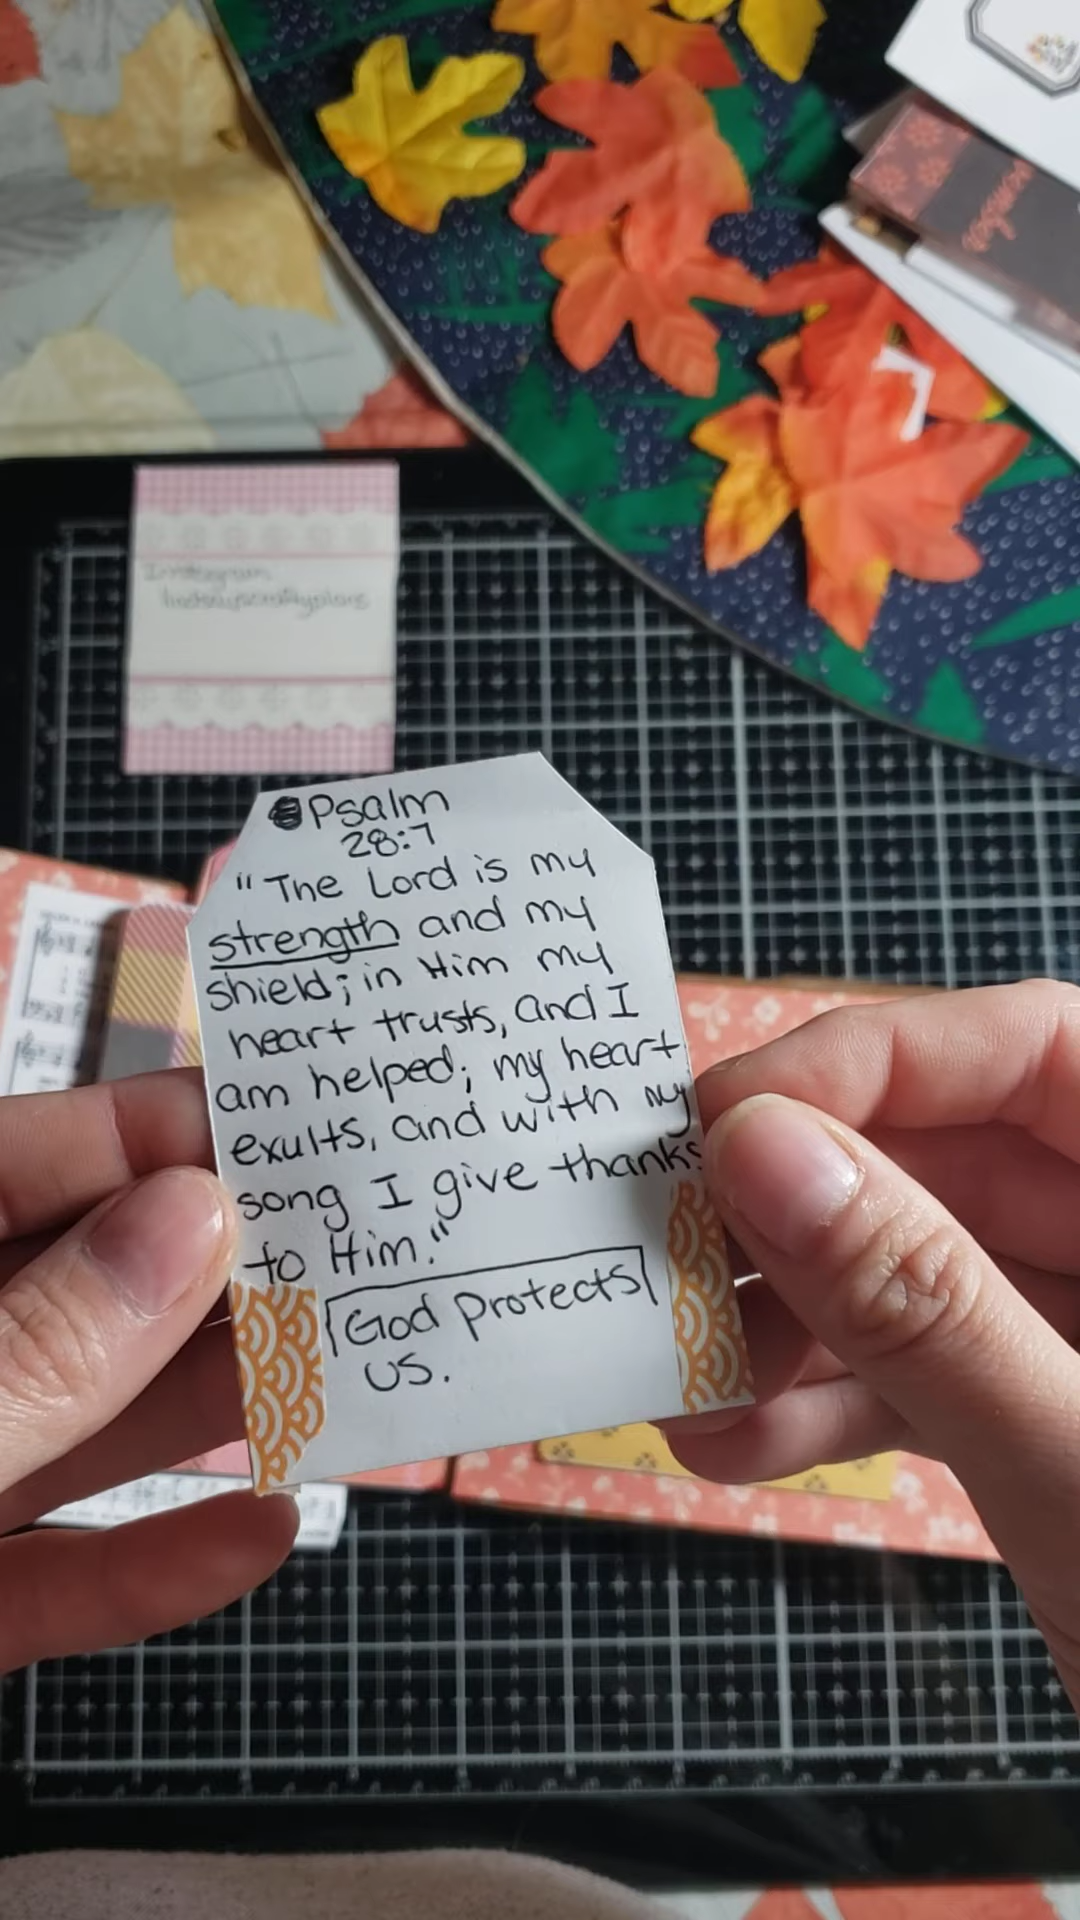 Instagram
Psalm
28:7
"The Lord is my
strength and my
shield; in Him my
heart trusts, and I
am helped; my heart
exults, and with my
song I give thanks
to Him."
God protects
us.